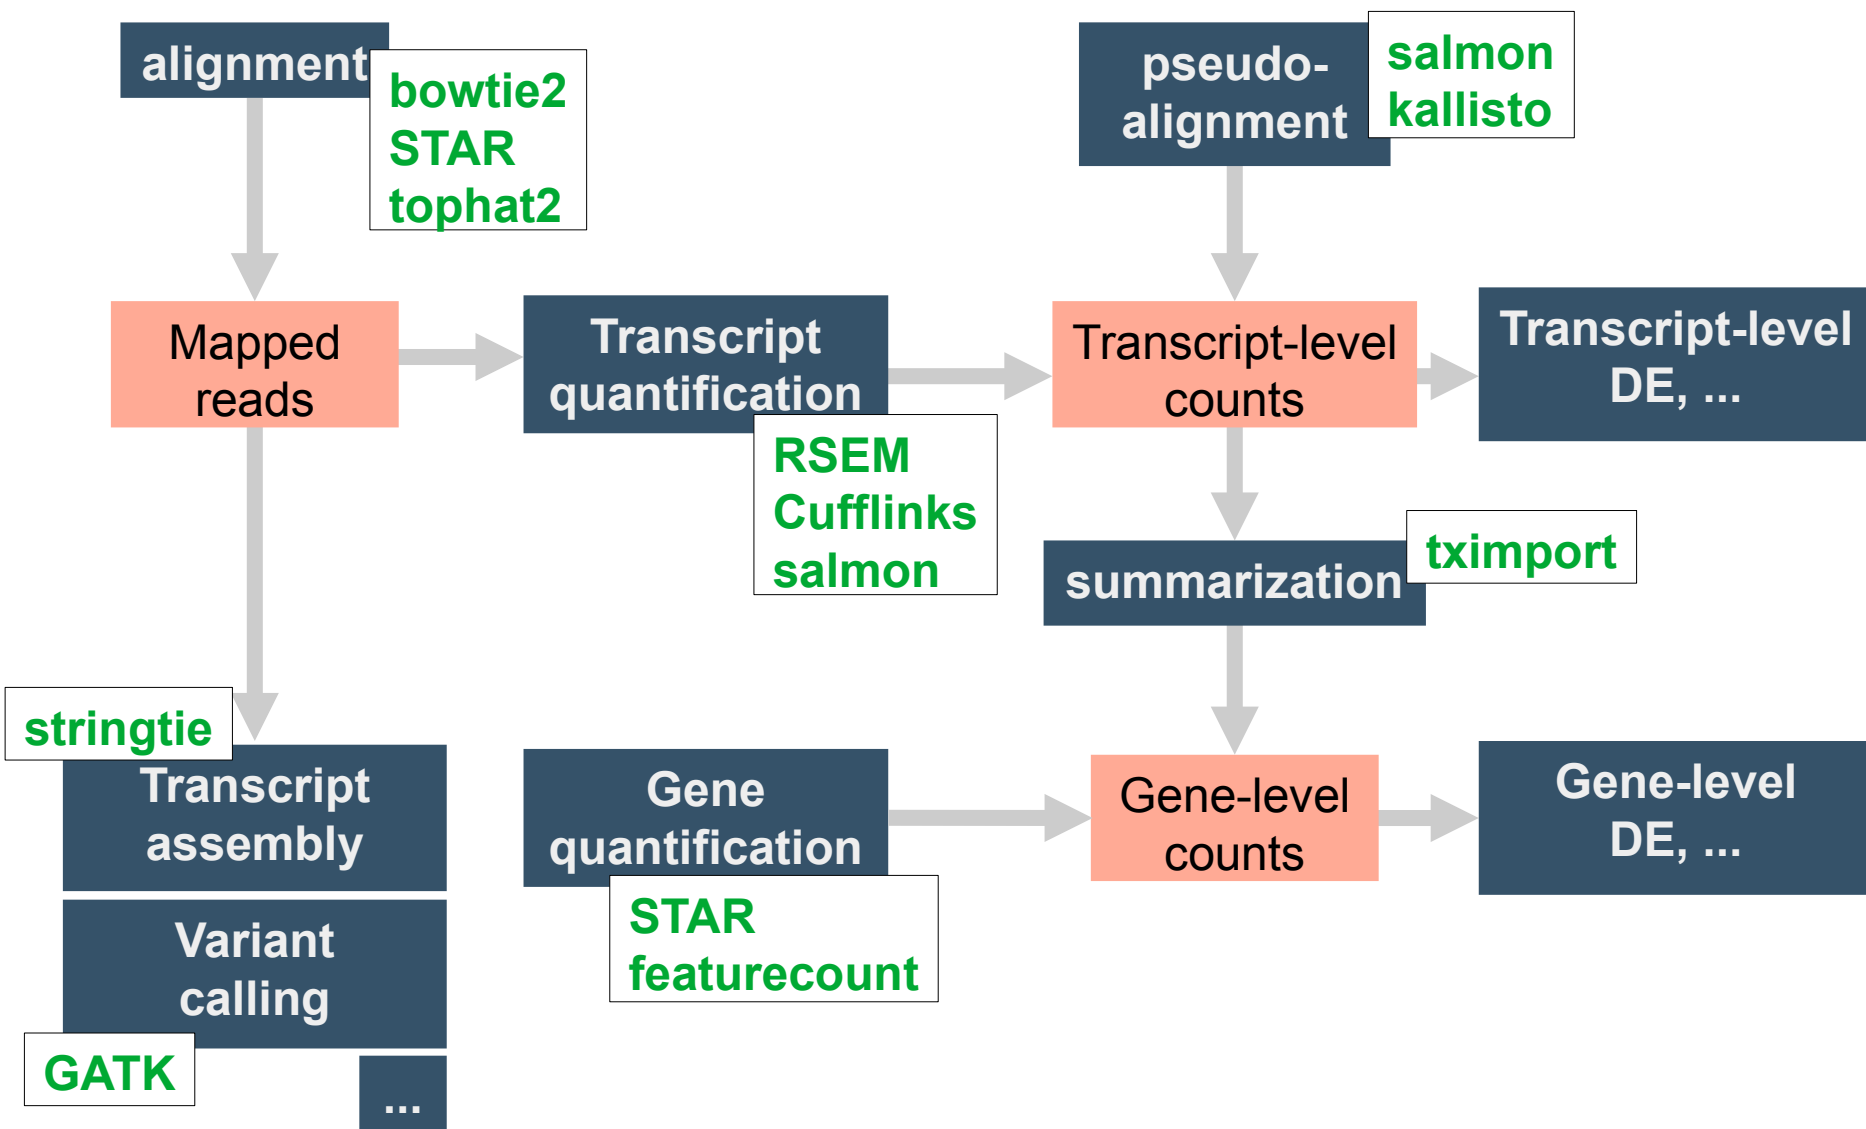 alignment
bowtie2
STAR
tophat2
pseudo-
alignment
salmon
kallisto
Mapped
reads
Transcript
quantification
RSEM
Cufflinks
salmon
Transcript-level
counts
Transcript-level
DE, ...
summarization
tximport
stringtie
Transcript
assembly
Variant
calling
GATK
...
Gene
quantification
STAR
featurecount
Gene-level
counts
Gene-level
DE, ...